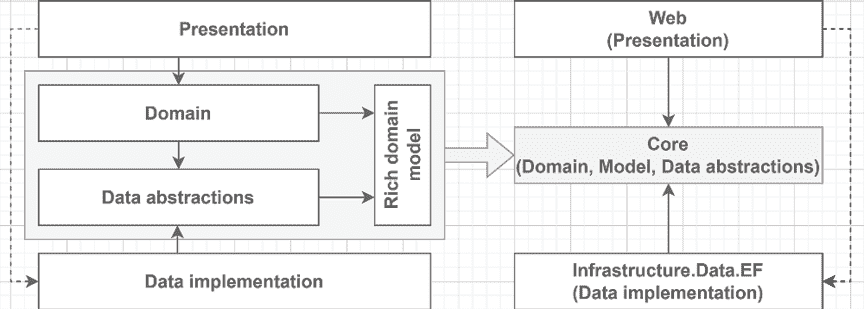 Presentation
Domain
Data abstractions
Rich domain
model
Data implementation
Web
(Presentation)
Core
(Domain, Model, Data abstractions)
Infrastructure.Data.EF
(Data implementation)